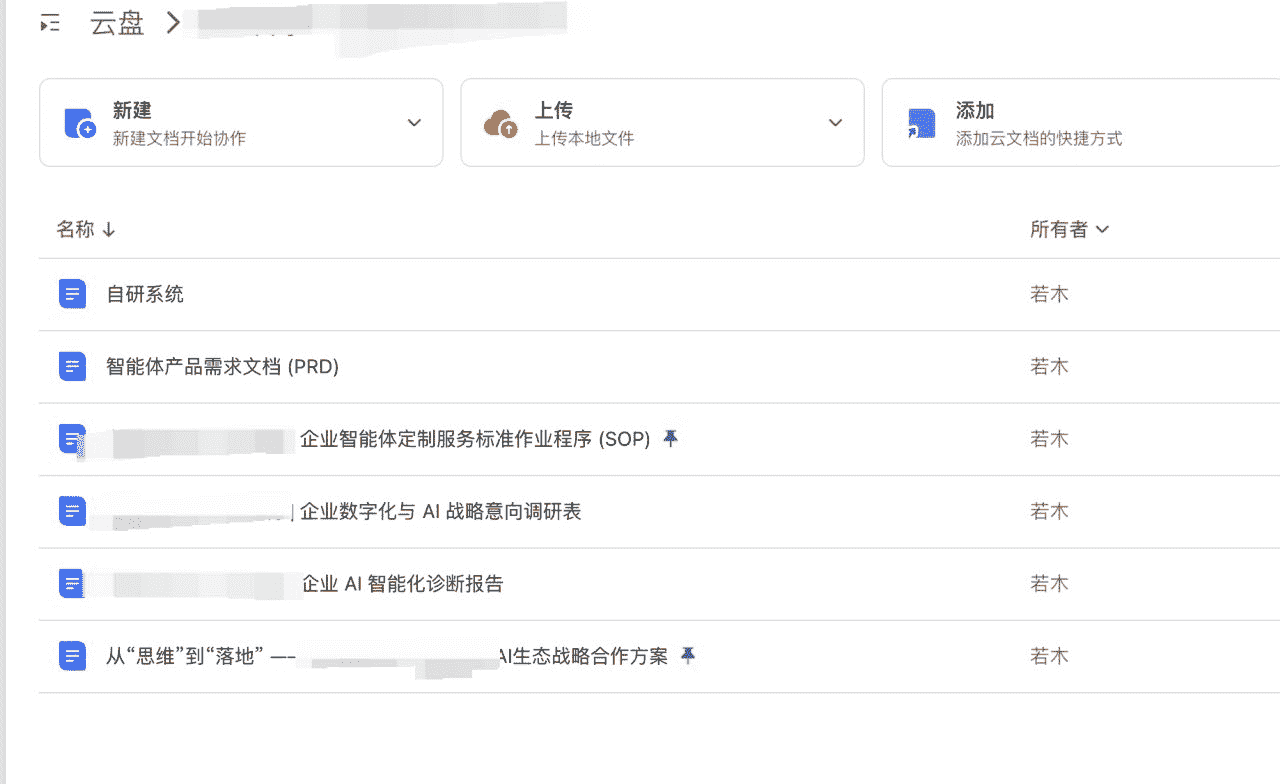 云盘
新建
新建文档开始协作
上传
上传本地文件
添加
添加云文档的快捷方式
名称
所有者
自研系统
若木
智能体产品需求文档 (PRD)
若木
企业智能体定制服务标准作业程序 (SOP)
若木
企业数字化与 AI 战略意向调研表
若木
企业 AI 智能化诊断报告
若木
从“思维”到“落地” —— AI生态战略合作方案
若木